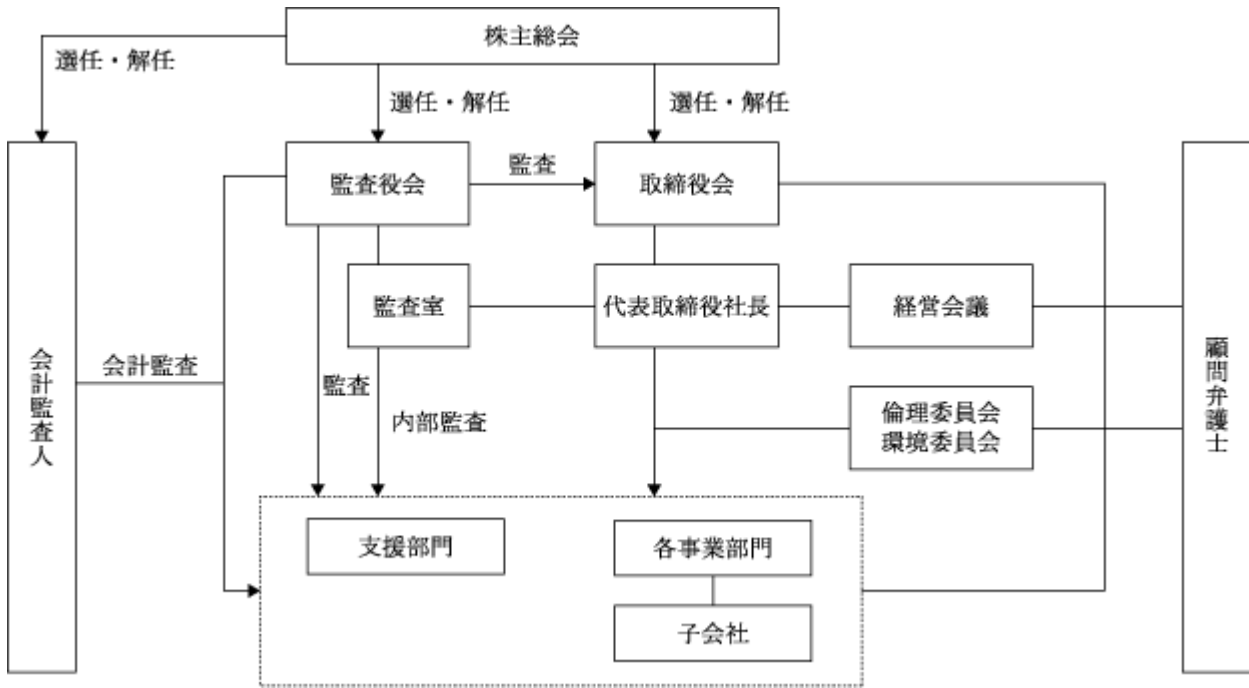 株主総会
選任・解任
選任・解任
選任・解任
監査役会
監査
取締役会
監査室
代表取締役社長
経営会議
会計監査人
会計監査
監査
内部監査
倫理委員会
環境委員会
顧問弁護士
支援部門
各事業部門
子会社